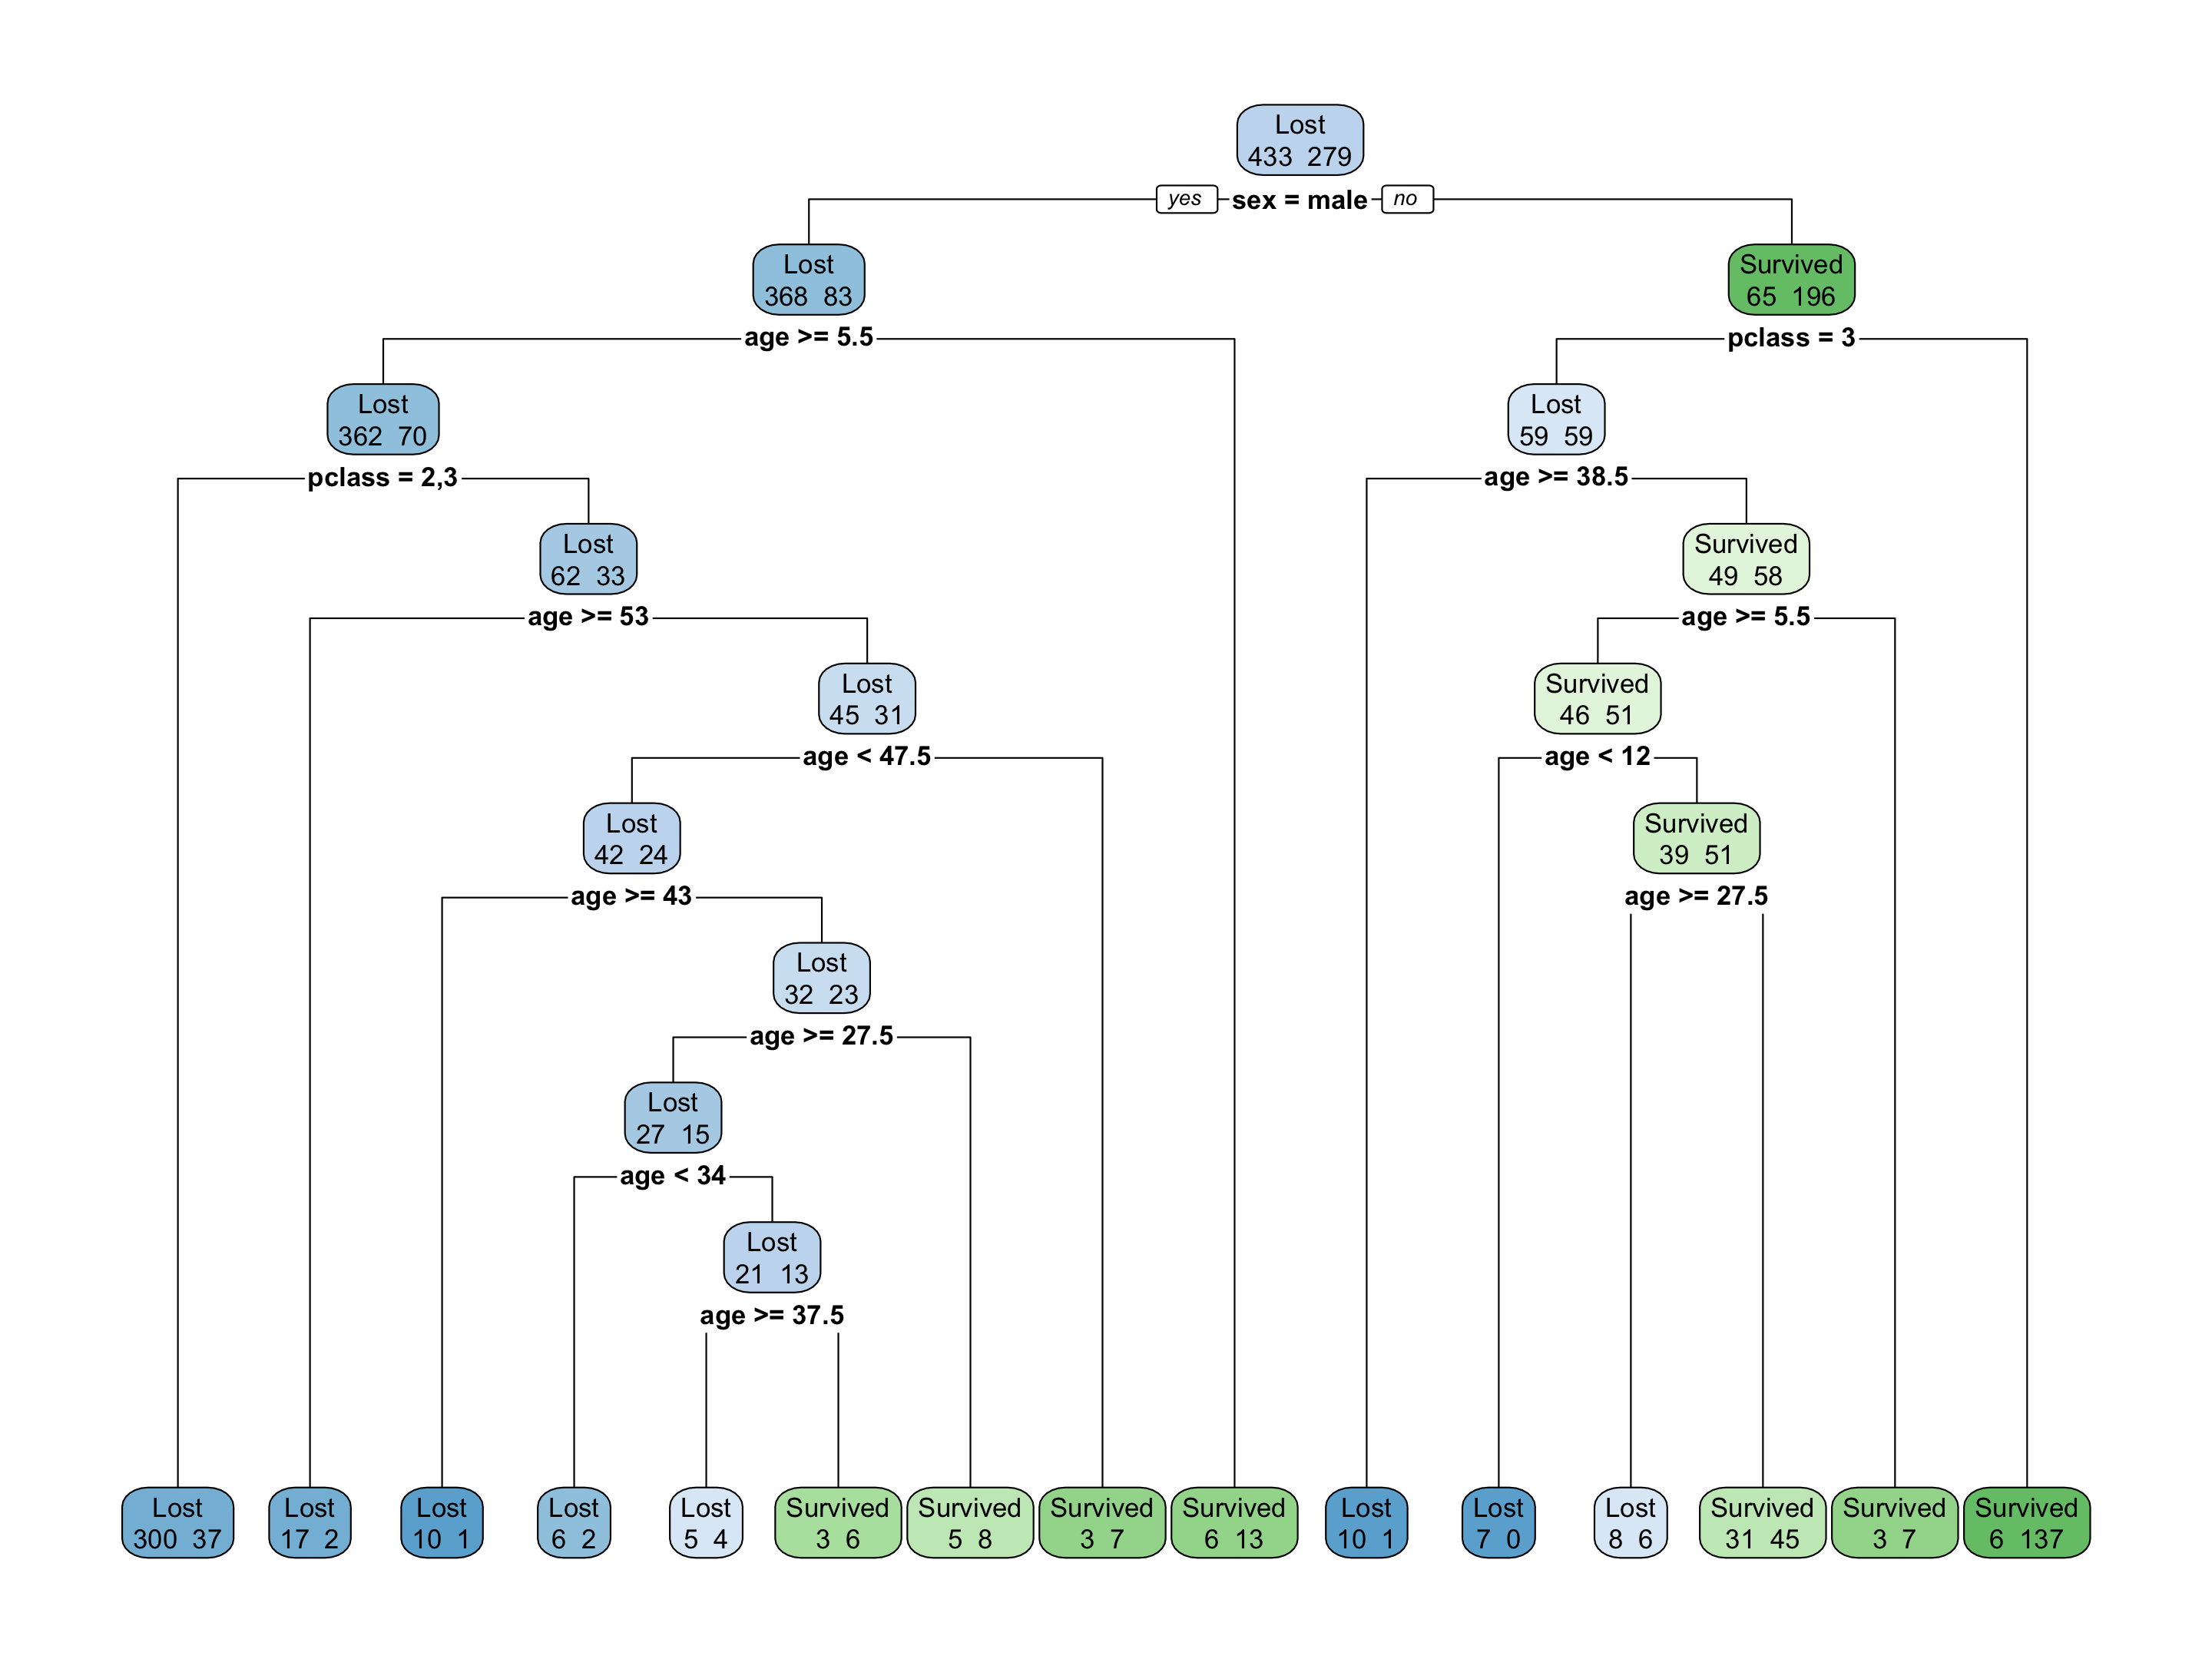 Lost
433 279
yes sex = male no
Lost
368 83
Survived
65 196
age >= 5.5
pclass = 3
Lost
362 70
Lost
59 59
pclass = 2,3
age >= 38.5
Lost
62 33
Survived
49 58
age >= 53
age >= 5.5
Lost
45 31
Survived
46 51
age < 47.5
age < 12
Lost
42 24
Survived
39 51
age >= 43
age >= 27.5
Lost
32 23
age >= 27.5
Lost
27 15
age < 34
Lost
21 13
age >= 37.5
Lost
300 37
Lost
17 2
Lost
10 1
Lost
6 2
Lost
5 4
Survived
3 6
Survived
5 8
Survived
3 7
Survived
6 13
Lost
10 1
Lost
7 0
Lost
8 6
Survived
31 45
Survived
3 7
Survived
6 137